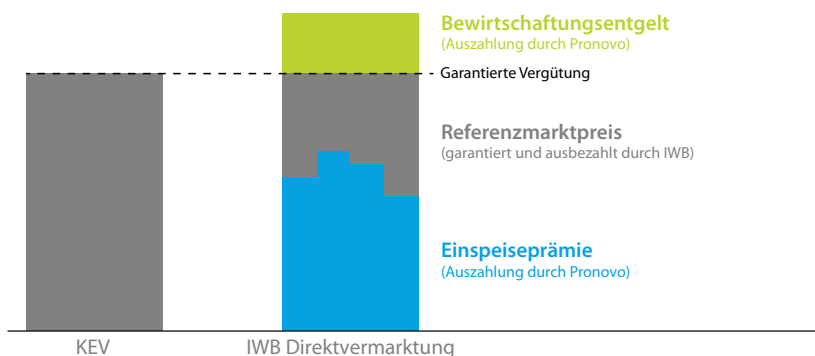 Bewirtschaftungsentgelt
(Auszahlung durch Pronovo)
Garantierte Vergütung
Referenzmarktpreis
(garantiert und ausbezahlt durch IWB)
Einspeiseprämie
(Auszahlung durch Pronovo)
KEV
IWB Direktvermarktung